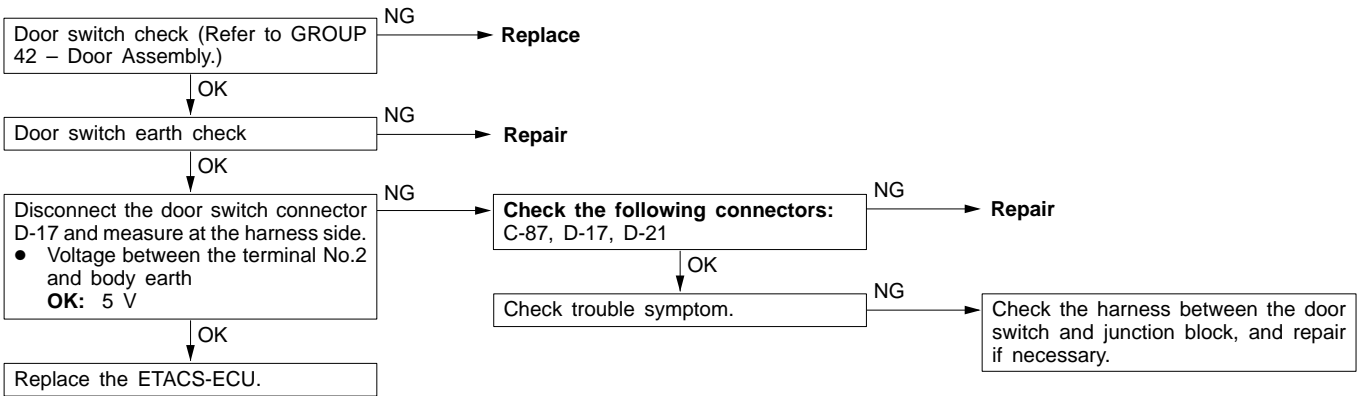 Door switch check (Refer to GROUP
42 – Door Assembly.)
NG
Replace
OK
Door switch earth check
NG
Repair
OK
Disconnect the door switch connector
D-17 and measure at the harness side.
● Voltage between the terminal No.2
and body earth
OK: 5 V
NG
Check the following connectors:
C-87, D-17, D-21
NG
Repair
OK
Check trouble symptom.
NG
Check the harness between the door
switch and junction block, and repair
if necessary.
OK
Replace the ETACS-ECU.